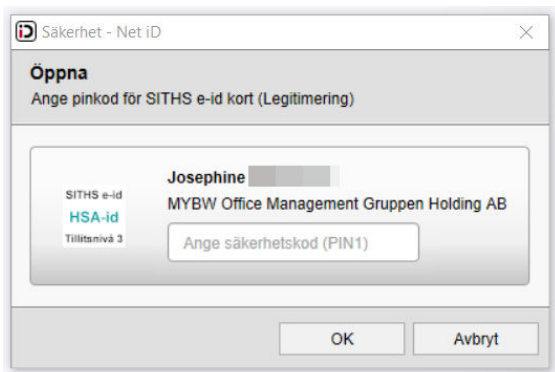 Säkerhet - Net iD
Öppna
Ange pinkod för SITHS e-id kort (Legitimering)
SITHS e-id
HSA-id
Tillitsnivå 3
Josephine
MYBW Office Management Gruppen Holding AB
Ange säkerhetskod (PIN1)
OK
Avbryt